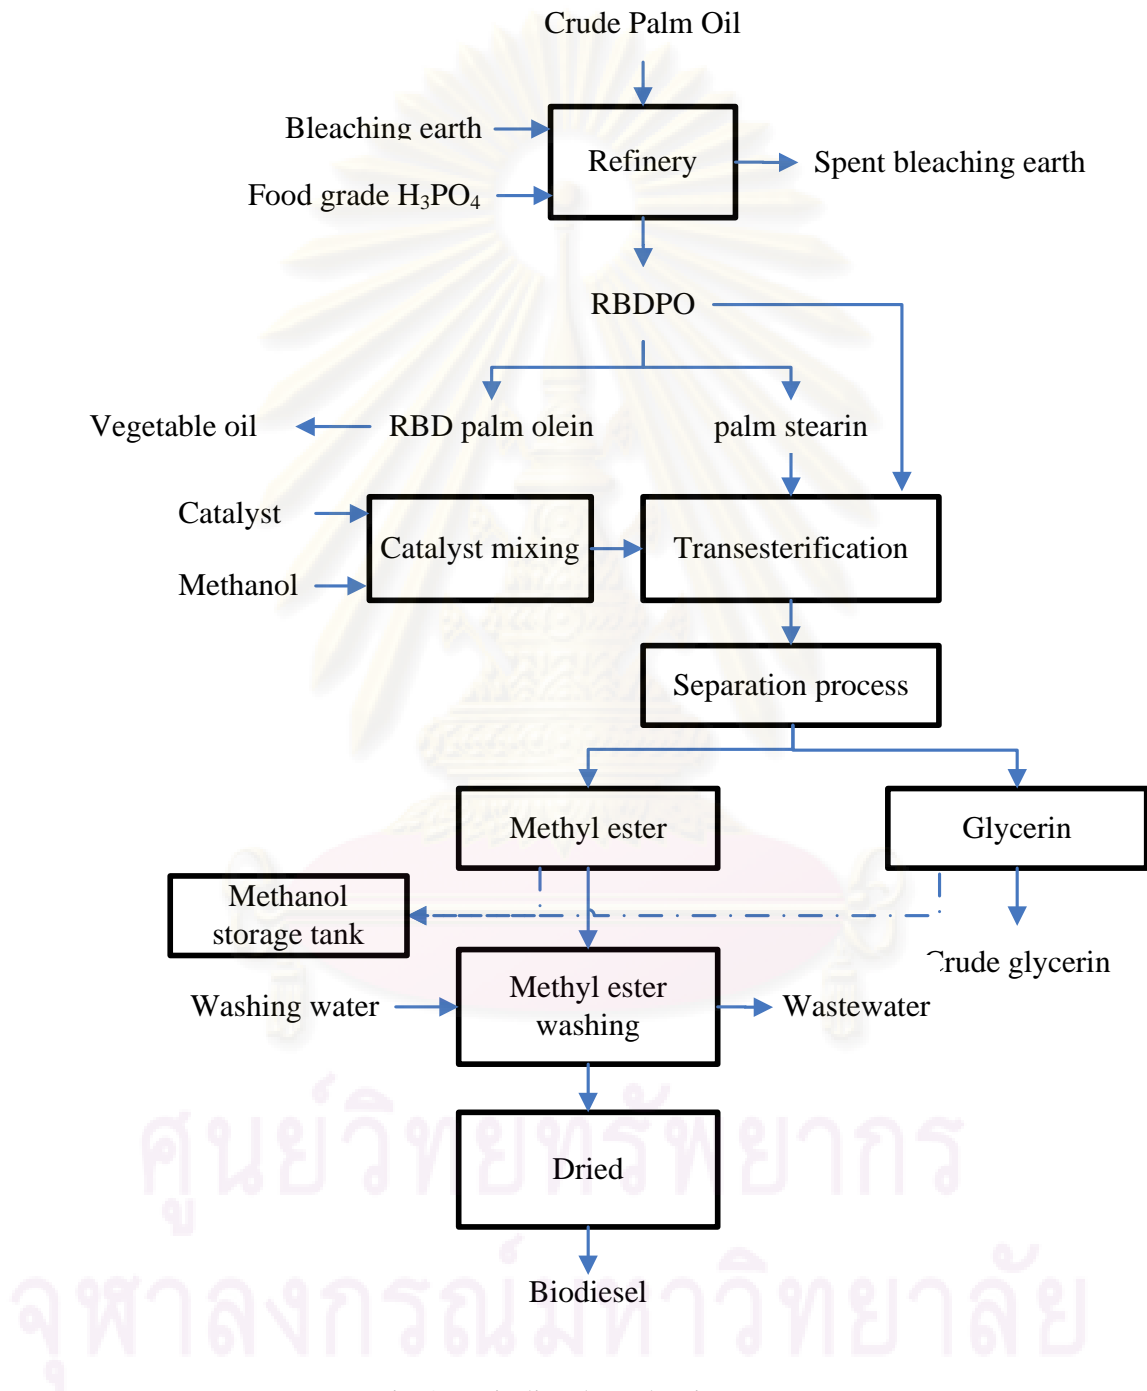 Crude Palm Oil
Bleaching earth
Refinery
Spent bleaching earth
Food grade H₃PO₄
RBDPO
Vegetable oil
RBD palm olein
palm stearin
Catalyst
Catalyst mixing
Transesterification
Methanol
Separation process
Methyl ester
Glycerin
Methanol
storage tank
Crude glycerin
Washing water
Methyl ester
washing
Wastewater
ศูนย์วิทยทรัพยากร
Dried
Biodiesel
จุฬาลงกรณ์มหาวิทยาลัย